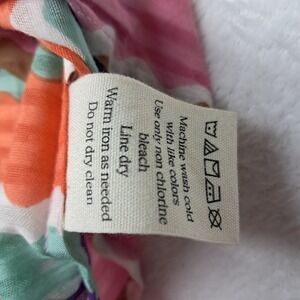 Machine wash cold
with like colors
Use only non chlorine
bleach
Line dry
Warm iron as needed
Do not dry clean